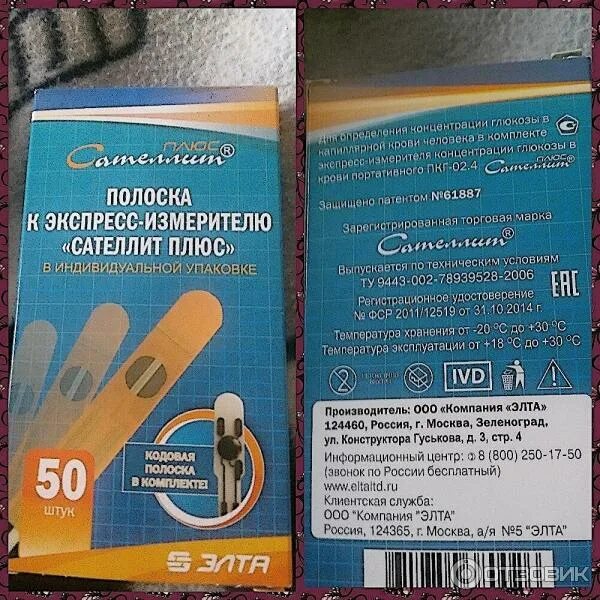 ПЛЮС
Сателлит®
ПОЛОСКА
К ЭКСПРЕСС-ИЗМЕРИТЕЛЮ
«САТЕЛЛИТ ПЛЮС»
В ИНДИВИДУАЛЬНОЙ УПАКОВКЕ
КОДОВАЯ
ПОЛОСКА
В КОМПЛЕКТЕ!
50
ШТУК
ЭЛТА
Для определения концентрации глюкозы в
капиллярной крови человека в комплекте
экспресс-измерителя концентрации глюкозы в
крови портативного ПКГ-02.4 Сателлит® ПЛЮС
Защищено патентом №61887
Зарегистрированная торговая марка
Сателлит®
Выпускается по техническим условиям
ТУ 9443-002-78939528-2006
Регистрационное удостоверение
№ ФСР 2011/12519 от 31.10.2014 г.
EAC
Температура хранения от -20 °С до +30 °С
Температура эксплуатации от +18 °С до +30 °С
2
IVD
Производитель: ООО «Компания «ЭЛТА»
124460, Россия, г. Москва, Зеленоград,
ул. Конструктора Гуськова, д. 3, стр. 4
Информационный центр: 8 (800) 250-17-50
(звонок по России бесплатный)
www.eltaltd.ru
Клиентская служба:
ООО "Компания "ЭЛТА"
Россия, 124365, г. Москва, а/я №5 "ЭЛТА"
ОТЗОВИК